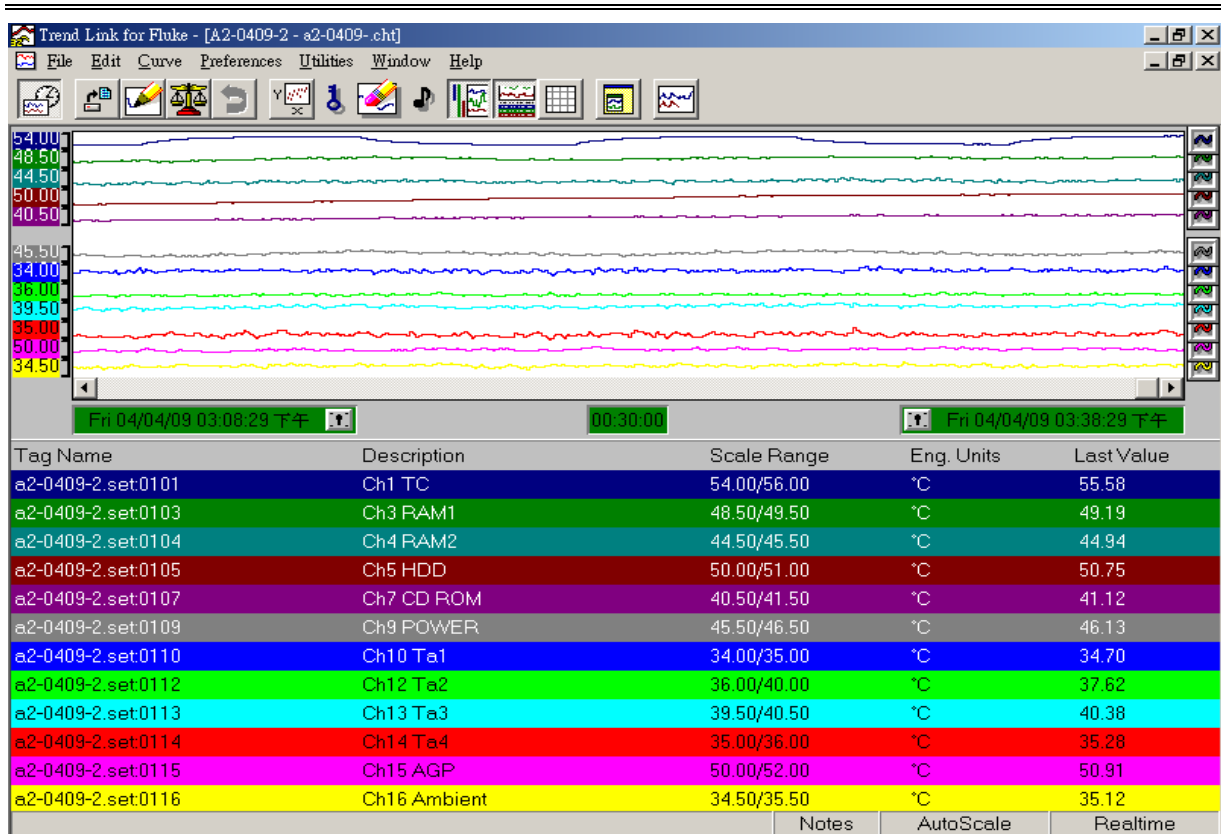 Trend Link for Fluke - [A2-0409-2 - a2-0409-.cht]
File Edit Curve Preferences Utilities Window Help
Y X
54.00
48.50
44.50
50.00
40.50
45.50
34.00
36.00
39.50
35.00
50.00
34.50
Fri 04/04/09 03:08:29 下午 00:30:00 Fri 04/04/09 03:38:29 下午
Tag Name Description Scale Range Eng. Units Last Value
a2-0409-2.set:0101 Ch1 TC 54.00/56.00 °C 55.58
a2-0409-2.set:0103 Ch3 RAM1 48.50/49.50 °C 49.19
a2-0409-2.set:0104 Ch4 RAM2 44.50/45.50 °C 44.94
a2-0409-2.set:0105 Ch5 HDD 50.00/51.00 °C 50.75
a2-0409-2.set:0107 Ch7 CD ROM 40.50/41.50 °C 41.12
a2-0409-2.set:0109 Ch9 POWER 45.50/46.50 °C 46.13
a2-0409-2.set:0110 Ch10 Ta1 34.00/35.00 °C 34.70
a2-0409-2.set:0112 Ch12 Ta2 36.00/40.00 °C 37.62
a2-0409-2.set:0113 Ch13 Ta3 39.50/40.50 °C 40.38
a2-0409-2.set:0114 Ch14 Ta4 35.00/36.00 °C 35.28
a2-0409-2.set:0115 Ch15 AGP 50.00/52.00 °C 50.91
a2-0409-2.set:0116 Ch16 Ambient 34.50/35.50 °C 35.12
Notes AutoScale Realtime